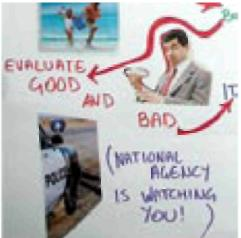 EVALUATE
GOOD
AND
BAD
IT
POLICE
(NATIONAL
AGENCY
IS WATCHING
YOU!)